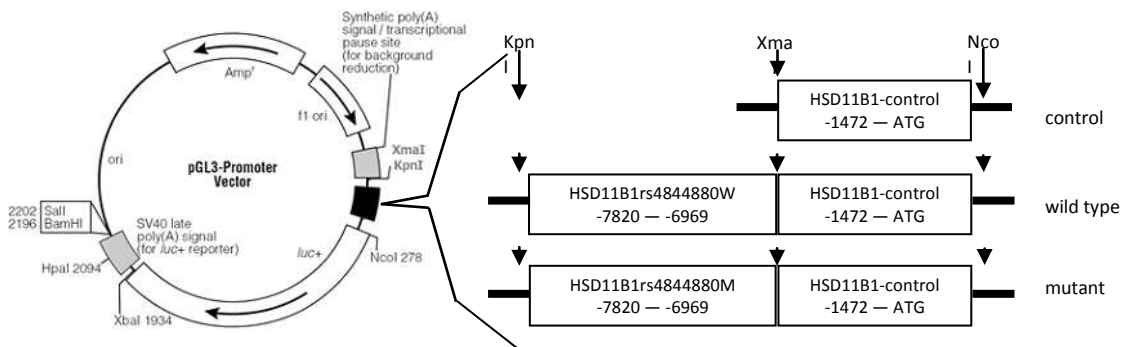 Synthetic poly(A)
signal / transcriptional
pause site
(for background
reduction)
Ampʳ
f1 ori
ori
XmaI
KpnI
pGL3-Promoter
Vector
2202 SalI
2196 BamHI
SV40 late
poly(A) signal
(for luc+ reporter)
luc+
NcoI 278
HpaI 2094
XbaI 1934
Kpn
I
Xma
I
Nco
I
HSD11B1-control
-1472 — ATG
control
HSD11B1rs4844880W
-7820 — -6969
HSD11B1-control
-1472 — ATG
wild type
HSD11B1rs4844880M
-7820 — -6969
HSD11B1-control
-1472 — ATG
mutant